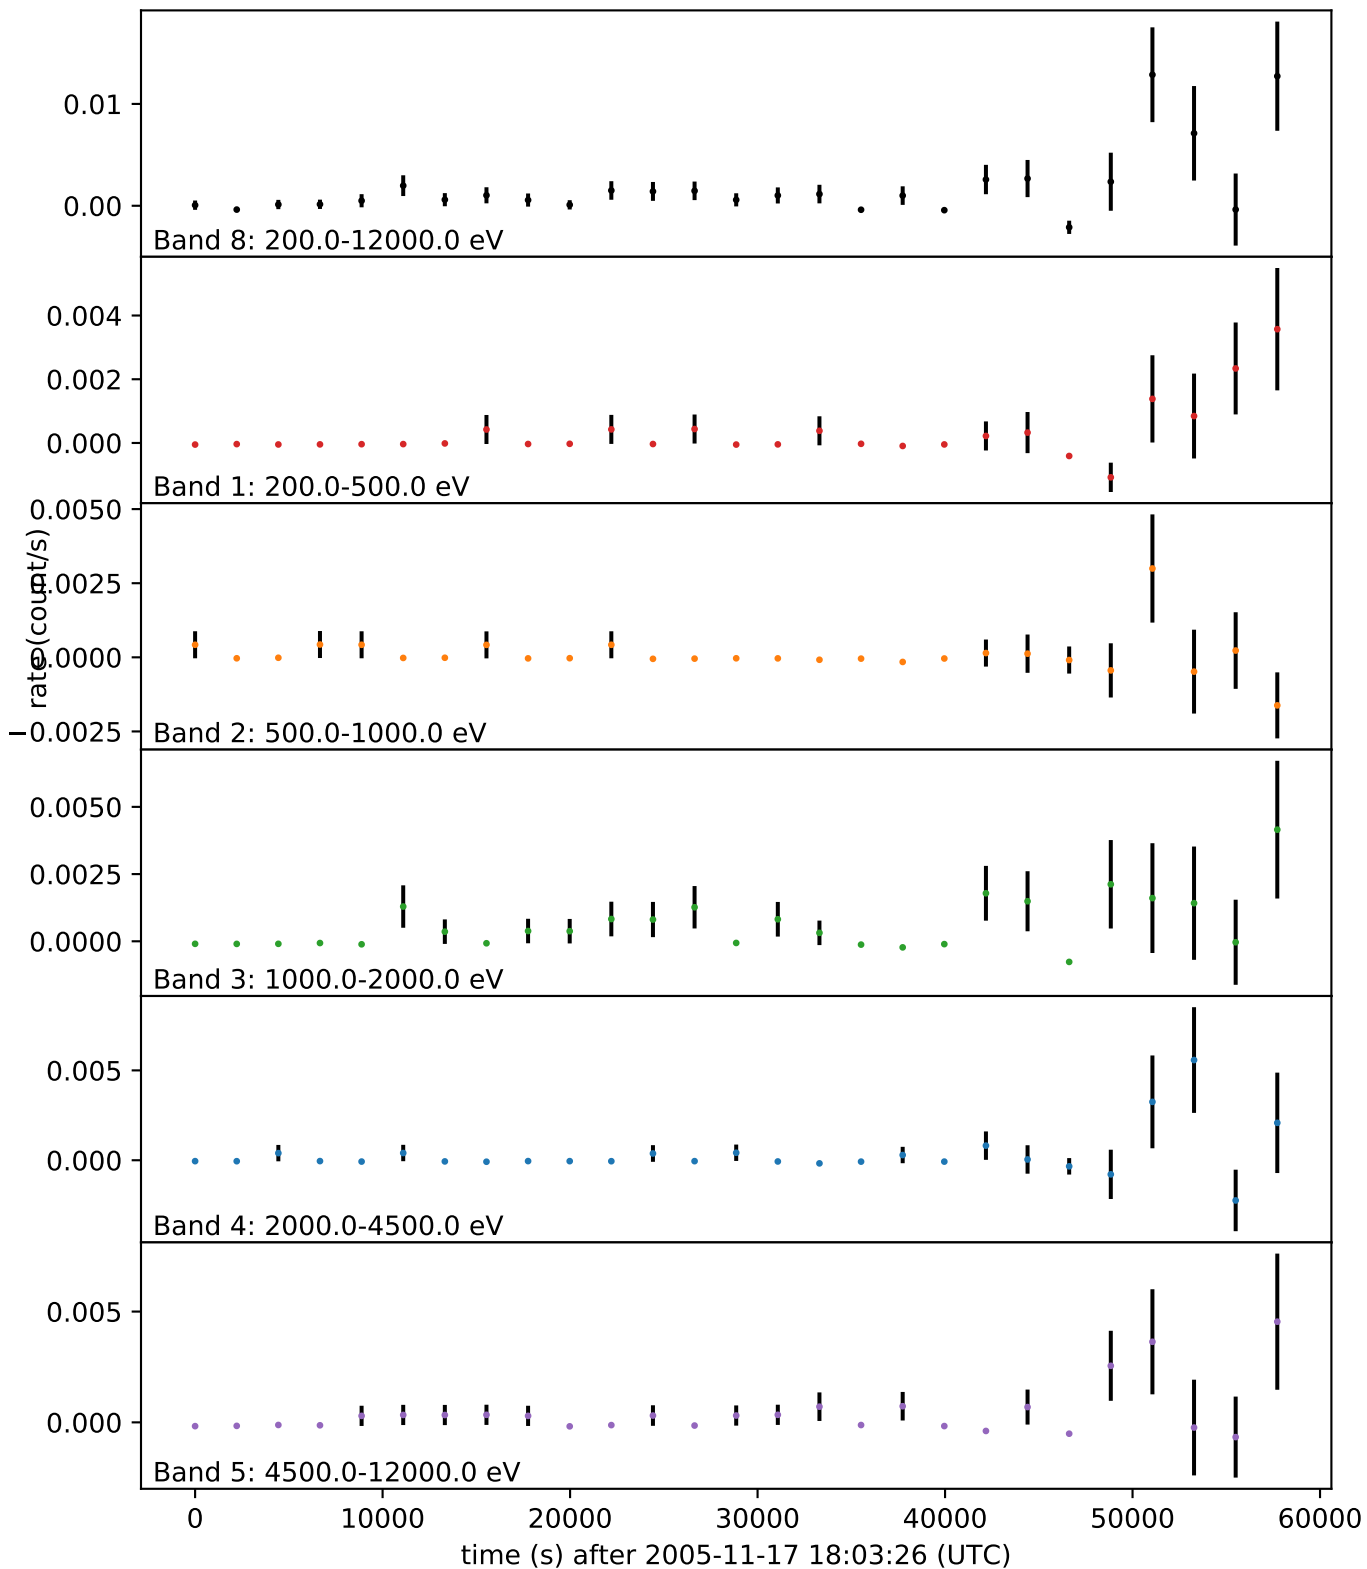 0.01
0.00
Band 8: 200.0-12000.0 eV
0.004
0.002
0.000
Band 1: 200.0-500.0 eV
rate (count/s)
0.0050
0.0025
0.0000
−0.0025
Band 2: 500.0-1000.0 eV
0.0050
0.0025
0.0000
Band 3: 1000.0-2000.0 eV
0.005
0.000
Band 4: 2000.0-4500.0 eV
0.005
0.000
Band 5: 4500.0-12000.0 eV
0 10000 20000 30000 40000 50000 60000
time (s) after 2005-11-17 18:03:26 (UTC)